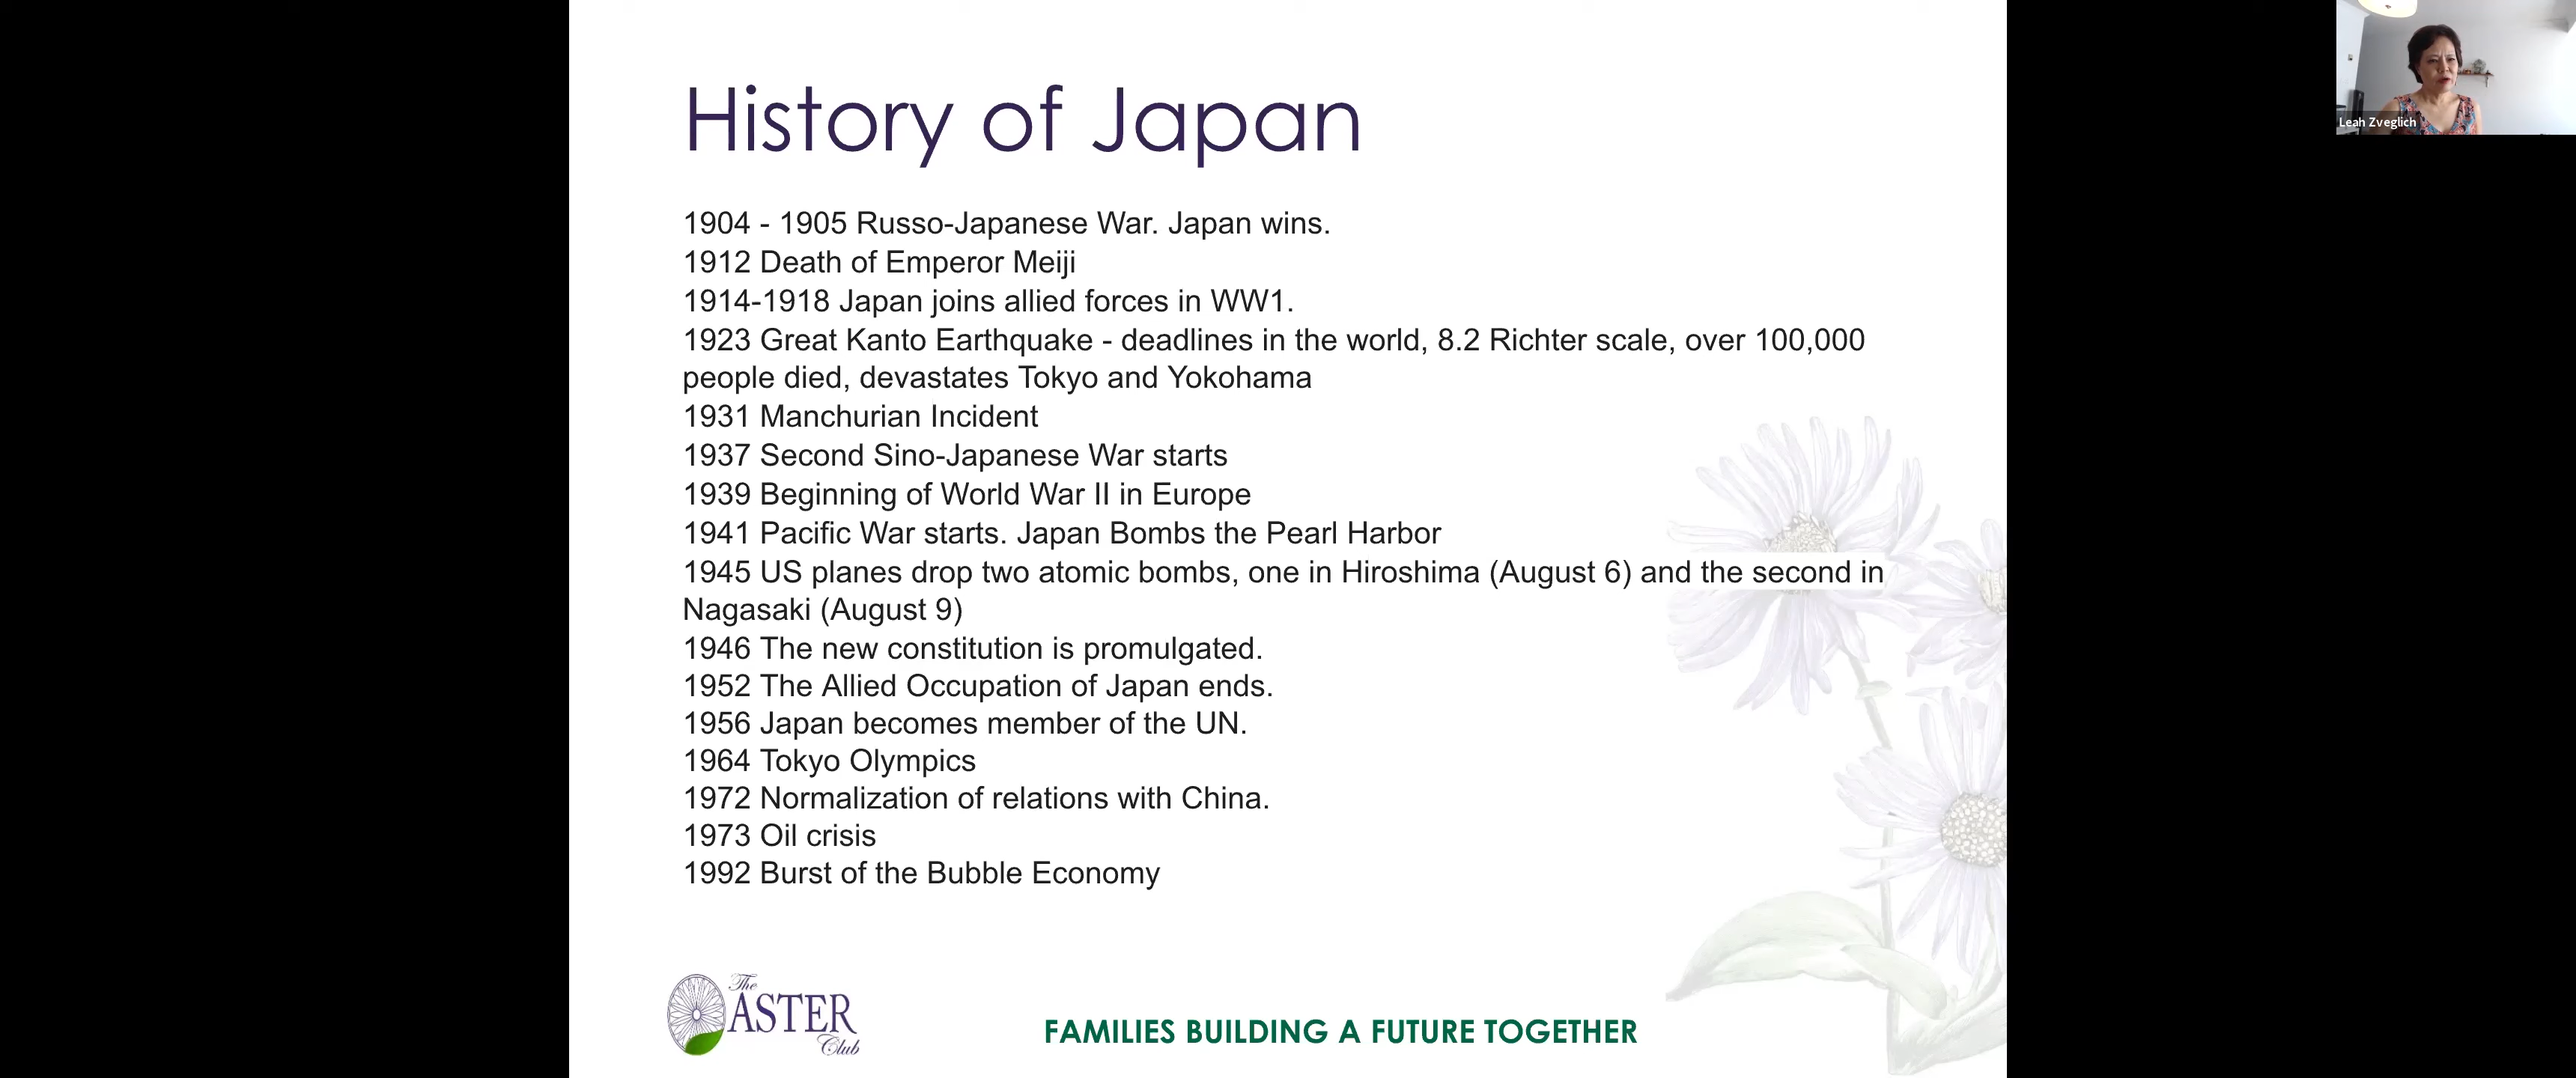 History of Japan
Leah Zveglich
1904 - 1905 Russo-Japanese War. Japan wins.
1912 Death of Emperor Meiji
1914-1918 Japan joins allied forces in WW1.
1923 Great Kanto Earthquake - deadlines in the world, 8.2 Richter scale, over 100,000
people died, devastates Tokyo and Yokohama
1931 Manchurian Incident
1937 Second Sino-Japanese War starts
1939 Beginning of World War II in Europe
1941 Pacific War starts. Japan Bombs the Pearl Harbor
1945 US planes drop two atomic bombs, one in Hiroshima (August 6) and the second in
Nagasaki (August 9)
1946 The new constitution is promulgated.
1952 The Allied Occupation of Japan ends.
1956 Japan becomes member of the UN.
1964 Tokyo Olympics
1972 Normalization of relations with China.
1973 Oil crisis
1992 Burst of the Bubble Economy
The
ASTER
Club
FAMILIES BUILDING A FUTURE TOGETHER